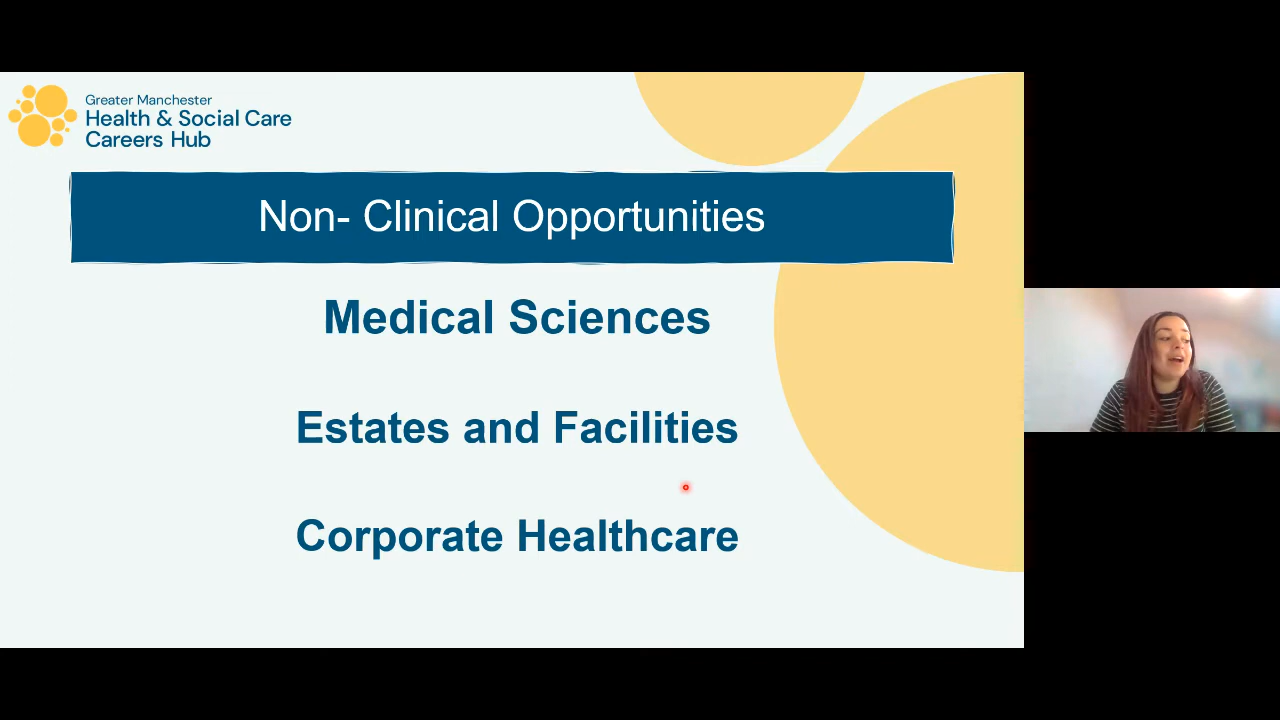 Greater Manchester
Health & Social Care
Careers Hub
Non- Clinical Opportunities
Medical Sciences
Estates and Facilities
Corporate Healthcare